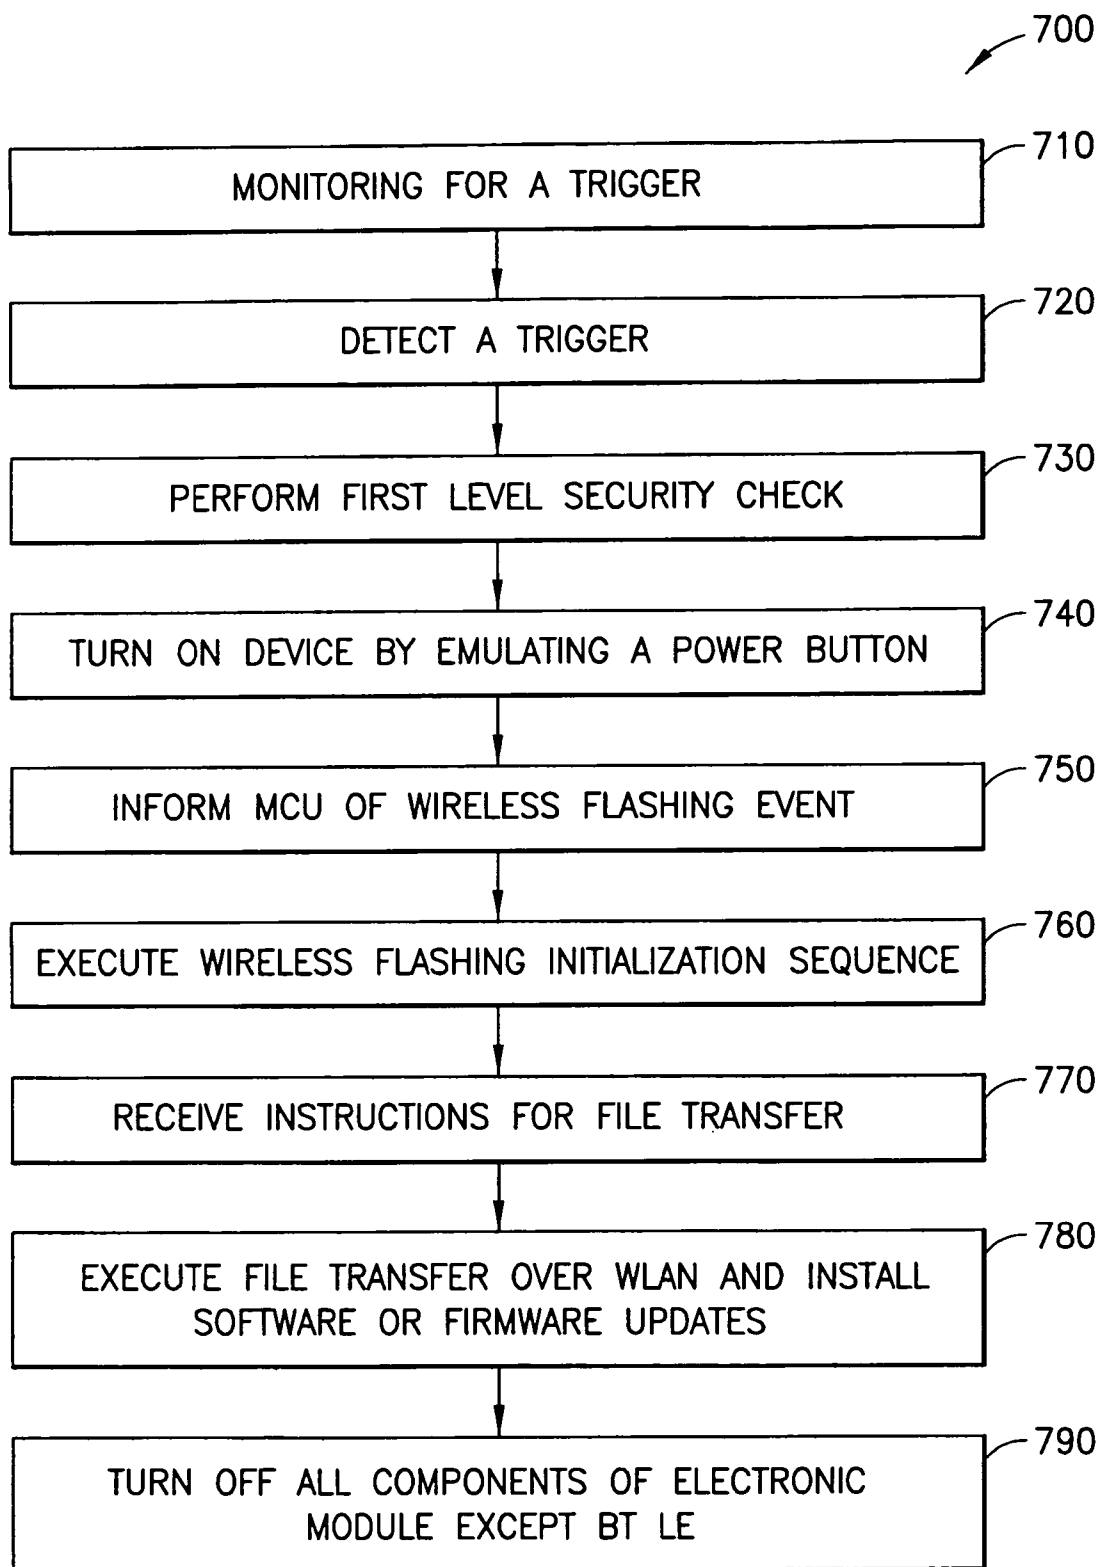 700
710
MONITORING FOR A TRIGGER
720
DETECT A TRIGGER
730
PERFORM FIRST LEVEL SECURITY CHECK
740
TURN ON DEVICE BY EMULATING A POWER BUTTON
750
INFORM MCU OF WIRELESS FLASHING EVENT
760
EXECUTE WIRELESS FLASHING INITIALIZATION SEQUENCE
770
RECEIVE INSTRUCTIONS FOR FILE TRANSFER
780
EXECUTE FILE TRANSFER OVER WLAN AND INSTALL
SOFTWARE OR FIRMWARE UPDATES
790
TURN OFF ALL COMPONENTS OF ELECTRONIC
MODULE EXCEPT BT LE